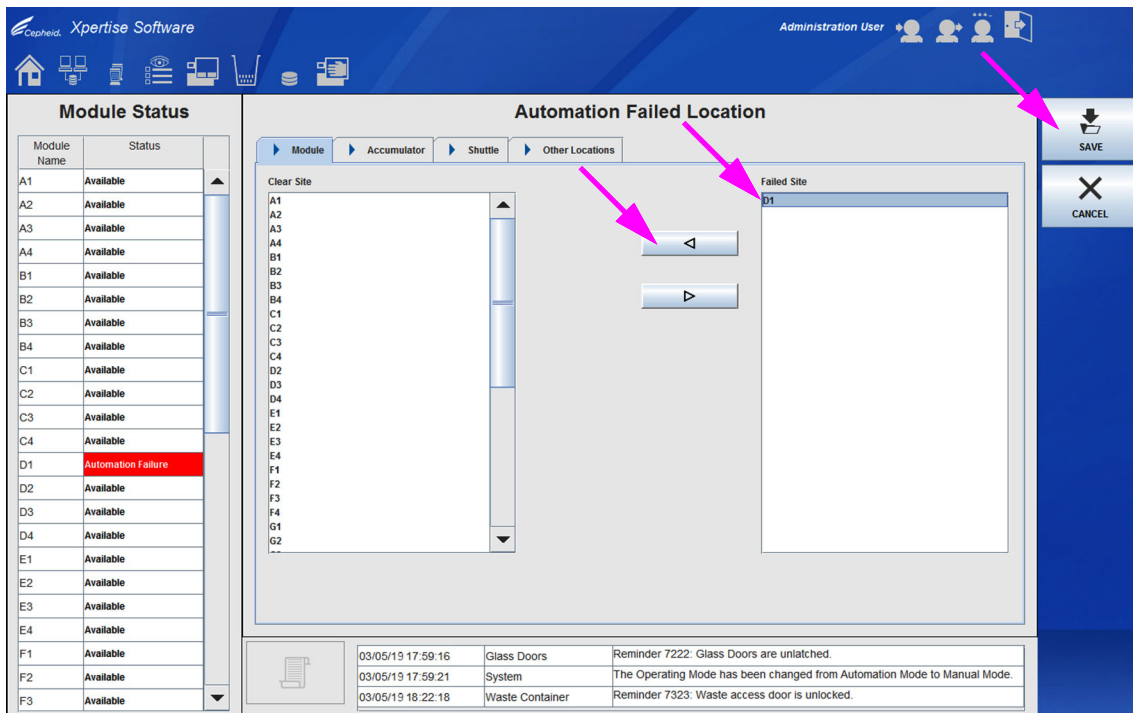 Cepheid. Xpertise Software
Administration User
Module Status
Module Name Status
A1 Available
A2 Available
A3 Available
A4 Available
B1 Available
B2 Available
B3 Available
B4 Available
C1 Available
C2 Available
C3 Available
C4 Available
D1 Automation Failure
D2 Available
D3 Available
D4 Available
E1 Available
E2 Available
E3 Available
E4 Available
F1 Available
F2 Available
F3 Available
Automation Failed Location
Module Accumulator Shuttle Other Locations
Clear Site
A1
A2
A3
A4
B1
B2
B3
B4
C1
C2
C3
C4
D2
D3
D4
E1
E2
E3
E4
F1
F2
F3
F4
G1
G2
Failed Site
D1
SAVE
CANCEL
03/05/19 17:59:16 Glass Doors Reminder 7222: Glass Doors are unlatched.
03/05/19 17:59:21 System The Operating Mode has been changed from Automation Mode to Manual Mode.
03/05/19 18:22:18 Waste Container Reminder 7323: Waste access door is unlocked.